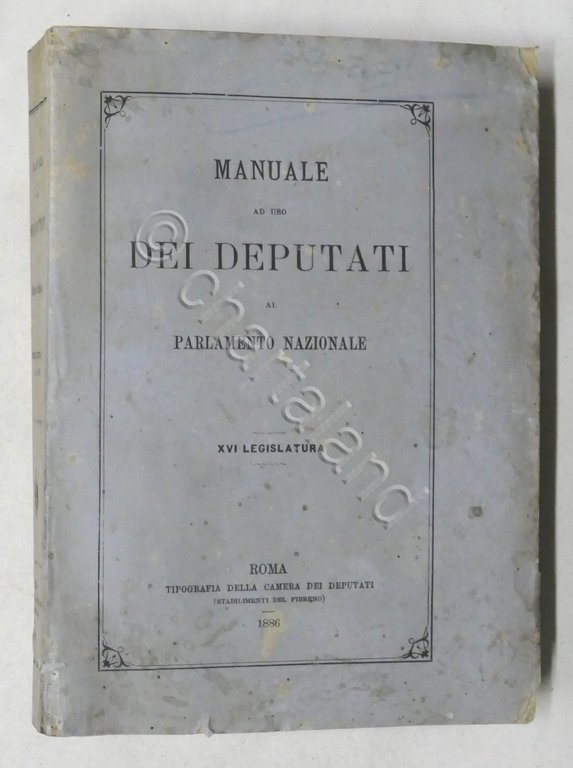 MANUALE
AD USO
DEI DEPUTATI
AL
PARLAMENTO NAZIONALE
XVI LEGISLATURA
ROMA
TIPOGRAFIA DELLA CAMERA DEI DEPUTATI
(STABILIMENTI DEL FIBRENO)
1886
© chartaland